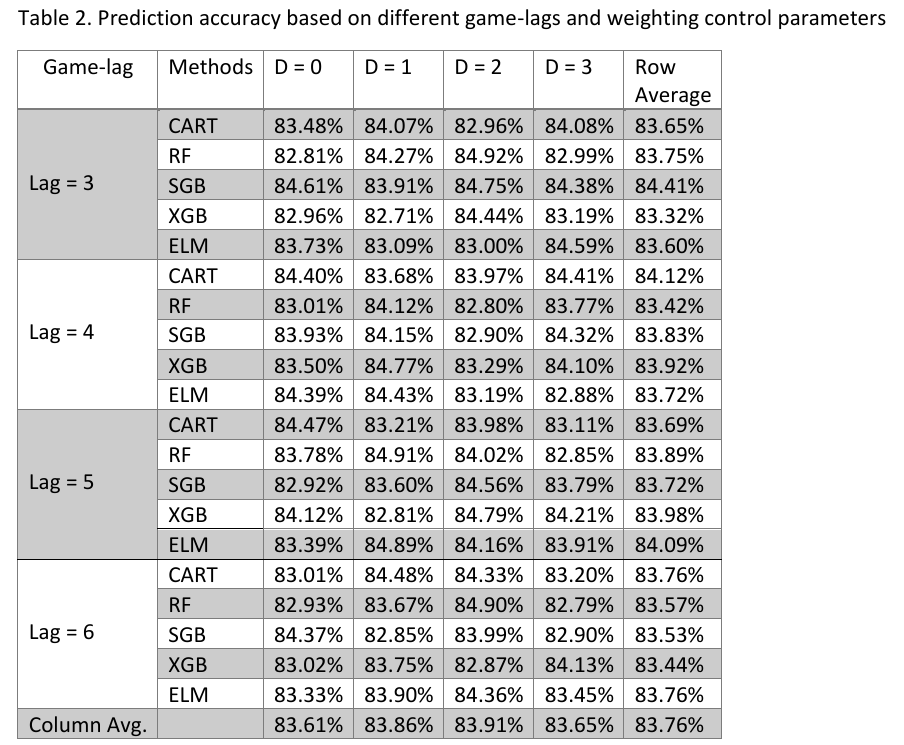 Table 2. Prediction accuracy based on different game-lags and weighting control parameters
Game-lag Methods D = 0 D = 1 D = 2 D = 3 Row Average
Lag = 3
CART 83.48% 84.07% 82.96% 84.08% 83.65%
RF 82.81% 84.27% 84.92% 82.99% 83.75%
SGB 84.61% 83.91% 84.75% 84.38% 84.41%
XGB 82.96% 82.71% 84.44% 83.19% 83.32%
ELM 83.73% 83.09% 83.00% 84.59% 83.60%
Lag = 4
CART 84.40% 83.68% 83.97% 84.41% 84.12%
RF 83.01% 84.12% 82.80% 83.77% 83.42%
SGB 83.93% 84.15% 82.90% 84.32% 83.83%
XGB 83.50% 84.77% 83.29% 84.10% 83.92%
ELM 84.39% 84.43% 83.19% 82.88% 83.72%
Lag = 5
CART 84.47% 83.21% 83.98% 83.11% 83.69%
RF 83.78% 84.91% 84.02% 82.85% 83.89%
SGB 82.92% 83.60% 84.56% 83.79% 83.72%
XGB 84.12% 82.81% 84.79% 84.21% 83.98%
ELM 83.39% 84.89% 84.16% 83.91% 84.09%
Lag = 6
CART 83.01% 84.48% 84.33% 83.20% 83.76%
RF 82.93% 83.67% 84.90% 82.79% 83.57%
SGB 84.37% 82.85% 83.99% 82.90% 83.53%
XGB 83.02% 83.75% 82.87% 84.13% 83.44%
ELM 83.33% 83.90% 84.36% 83.45% 83.76%
Column Avg. 83.61% 83.86% 83.91% 83.65% 83.76%